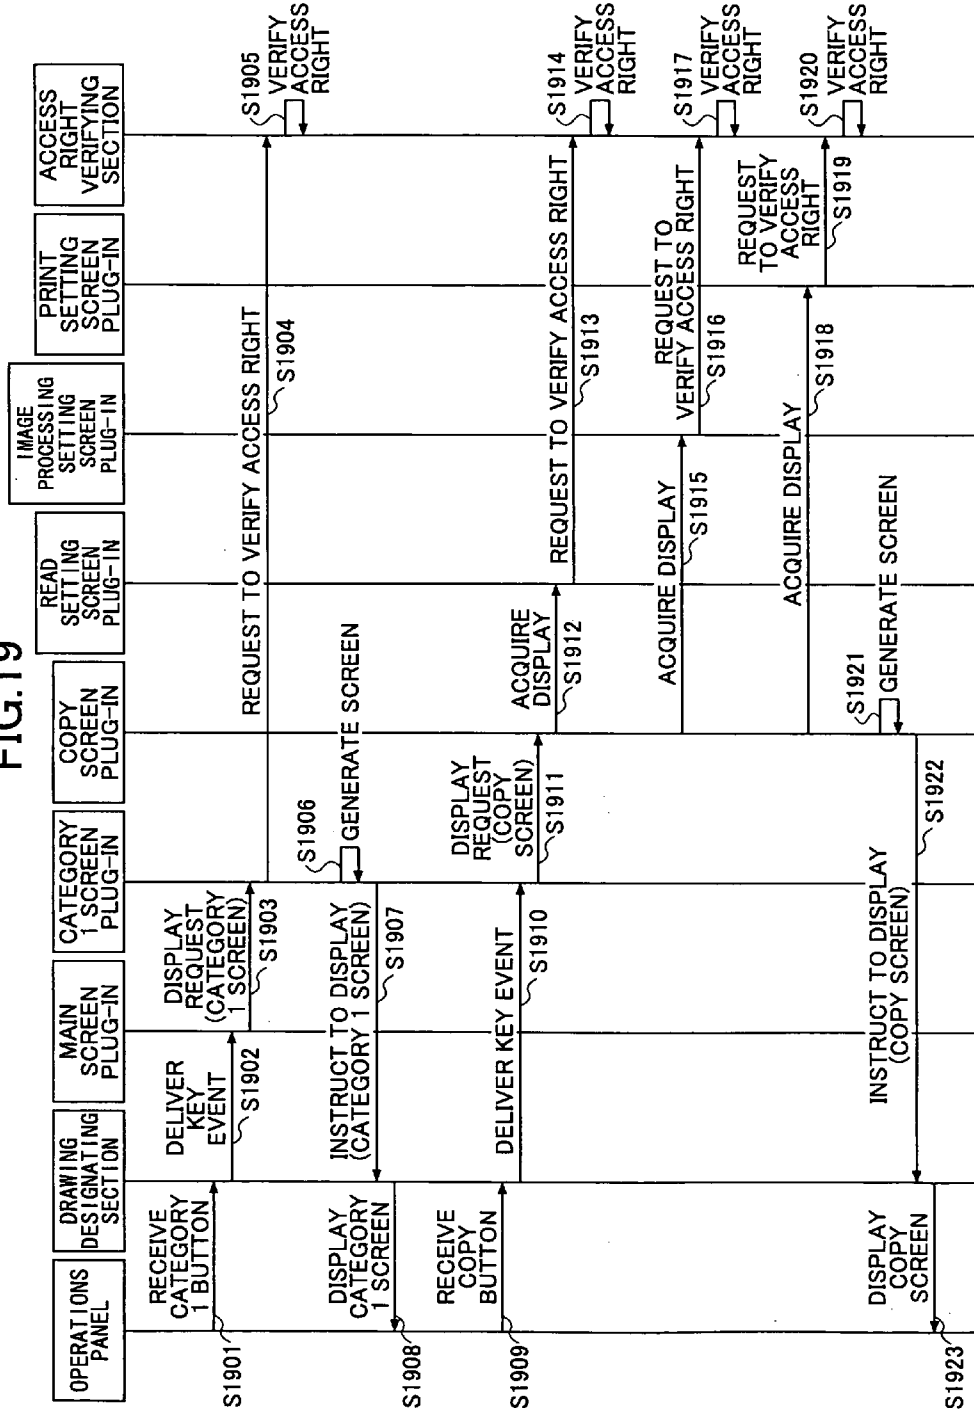 FIG.19
OPERATIONS
PANEL
DRAWING
DESIGNATING
SECTION
MAIN
SCREEN
PLUG-IN
CATEGORY
1 SCREEN
PLUG-IN
COPY
SCREEN
PLUG-IN
READ
SETTING
SCREEN
PLUG-IN
IMAGE
PROCESSING
SETTING
SCREEN
PLUG-IN
PRINT
SETTING
SCREEN
PLUG-IN
ACCESS
RIGHT
VERIFYING
SECTION
RECEIVE
CATEGORY
1 BUTTON
S1901
DELIVER
KEY
EVENT
S1902
DISPLAY
REQUEST
(CATEGORY
1 SCREEN)
S1903
REQUEST TO VERIFY ACCESS RIGHT
S1904
S1905
VERIFY
ACCESS
RIGHT
S1906
GENERATE SCREEN
INSTRUCT TO DISPLAY
(CATEGORY 1 SCREEN)
S1907
DISPLAY
CATEGORY
1 SCREEN
S1908
RECEIVE
COPY
BUTTON
S1909
DELIVER KEY EVENT
S1910
DISPLAY
REQUEST
(COPY
SCREEN)
S1911
ACQUIRE
DISPLAY
S1912
REQUEST TO VERIFY ACCESS RIGHT
S1913
S1914
VERIFY
ACCESS
RIGHT
ACQUIRE DISPLAY
S1915
REQUEST TO
VERIFY ACCESS RIGHT
S1916
S1917
VERIFY
ACCESS
RIGHT
ACQUIRE DISPLAY
S1918
REQUEST
TO VERIFY
ACCESS
RIGHT
S1919
S1920
VERIFY
ACCESS
RIGHT
S1921
GENERATE SCREEN
INSTRUCT TO DISPLAY
(COPY SCREEN)
S1922
DISPLAY
COPY
SCREEN
S1923